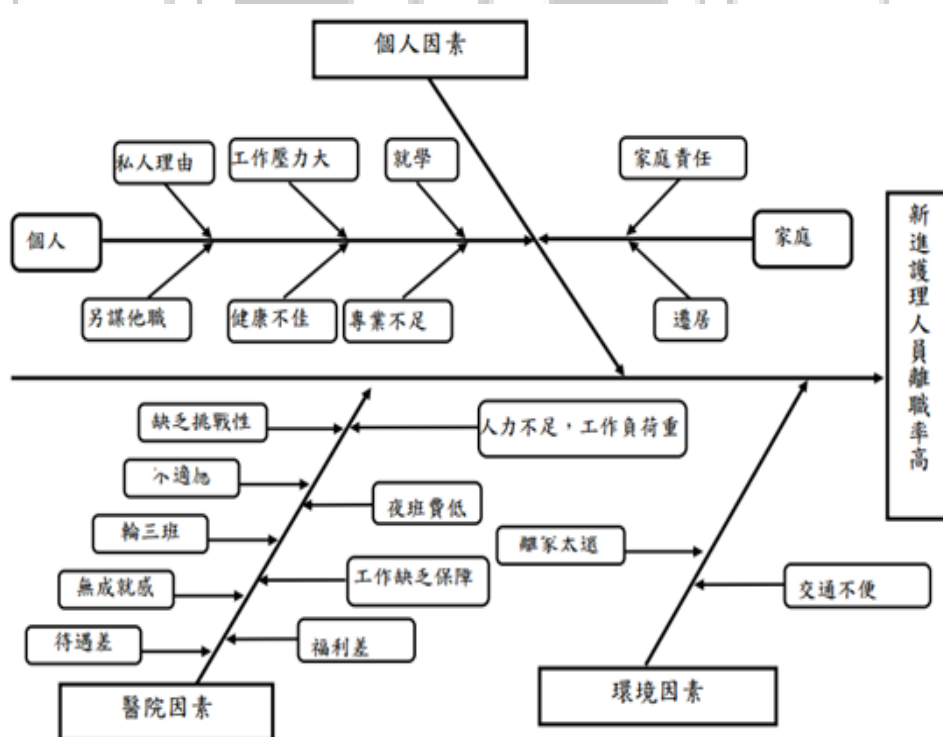 個人因素
私人理由
工作壓力大
就學
家庭責任
個人
家庭
另謀他職
健康不佳
專業不足
遷居
新進護理人員離職率高
缺乏挑戰性
人力不足，工作負荷重
不適應
夜班費低
輪三班
離家太遠
工作缺乏保障
無成就感
交通不便
待遇差
福利差
醫院因素
環境因素